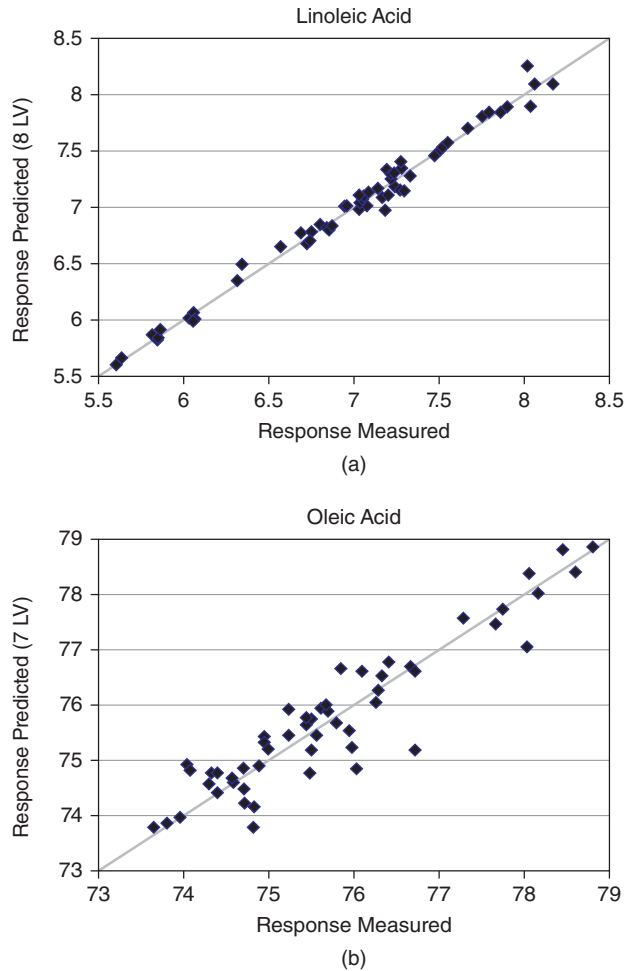 Linoleic Acid
8.5
8
7.5
7
6.5
6
5.5
Response Predicted (8 LV)
5.5 6 6.5 7 7.5 8 8.5
Response Measured
(a)
Oleic Acid
79
78
77
76
75
74
73
Response Predicted (7 LV)
73 74 75 76 77 78 79
Response Measured
(b)